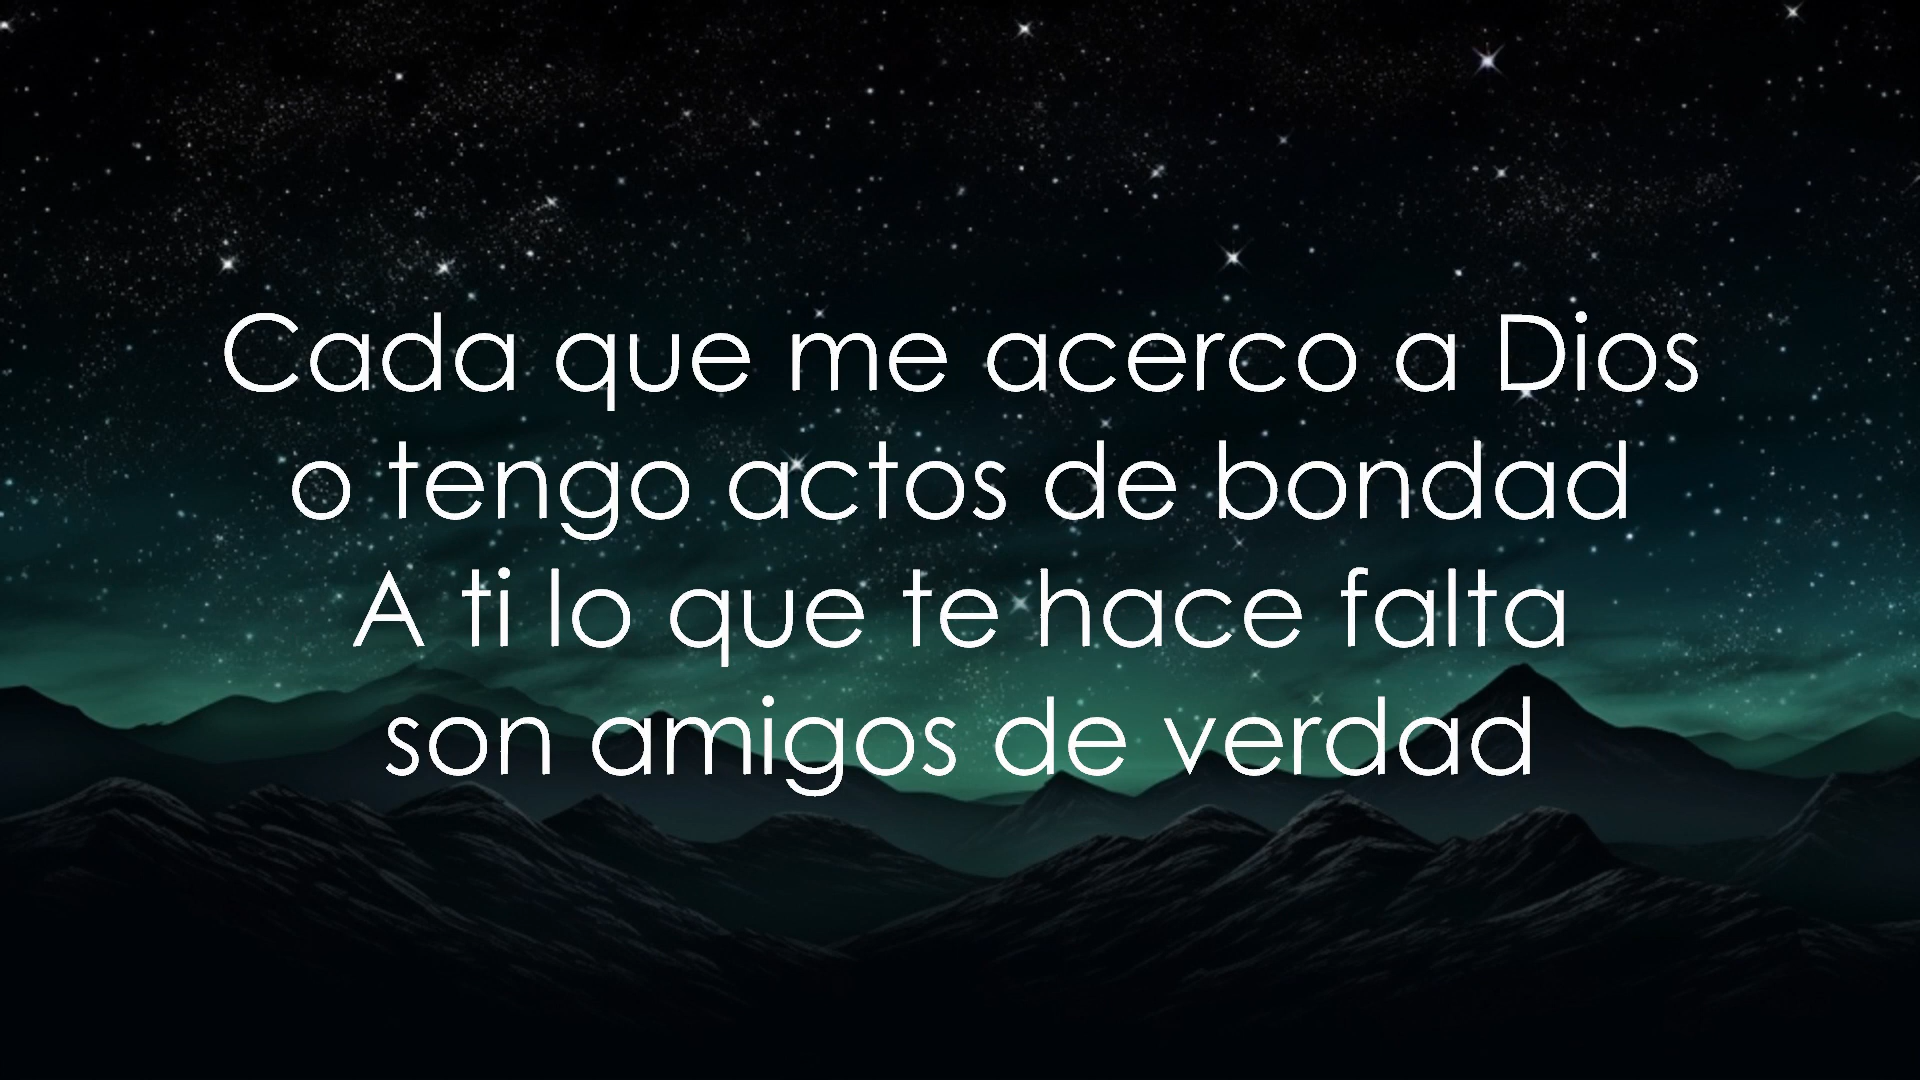 Cada que me acerco a Dios
o tengo actos de bondad
A ti lo que te hace falta
son amigos de verdad